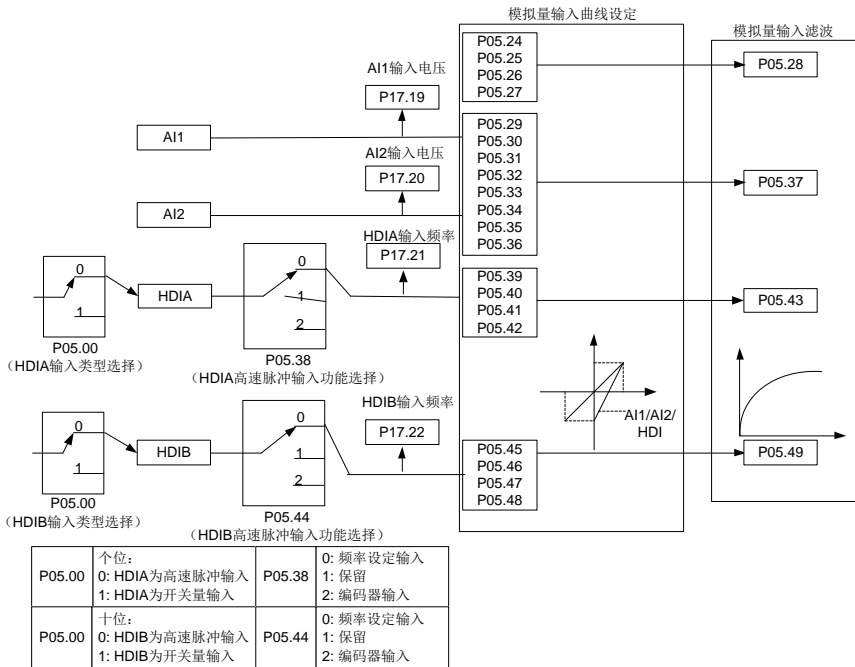 模拟量输入曲线设定
模拟量输入滤波
P05.24
P05.25
P05.26
P05.27
P05.28
AI1输入电压
P17.19
AI1
P05.29
P05.30
P05.31
P05.32
P05.33
P05.34
P05.35
P05.36
P05.37
AI2输入电压
P17.20
AI2
HDIA输入频率
P17.21
0
1
P05.00
（HDIA输入类型选择）
HDIA
0
1
2
P05.38
（HDIA高速脉冲输入功能选择）
P05.39
P05.40
P05.41
P05.42
P05.43
AI1/AI2/
HDI
HDIB输入频率
P17.22
0
1
P05.00
（HDIB输入类型选择）
HDIB
0
1
2
P05.44
（HDIB高速脉冲输入功能选择）
P05.45
P05.46
P05.47
P05.48
P05.49
P05.00
个位：
0: HDIA为高速脉冲输入
1: HDIA为开关量输入
P05.38
0: 频率设定输入
1: 保留
2: 编码器输入
P05.00
十位：
0: HDIB为高速脉冲输入
1: HDIB为开关量输入
P05.44
0: 频率设定输入
1: 保留
2: 编码器输入